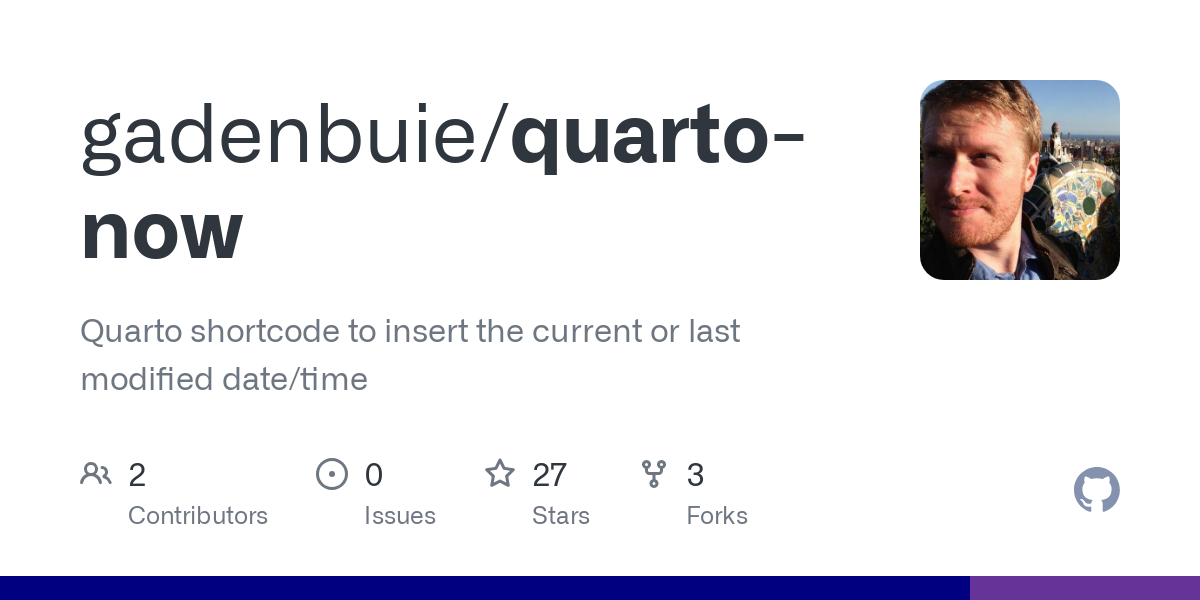 gadenbuie/quarto-
now
Quarto shortcode to insert the current or last
modified date/time
2
Contributors
0
Issues
27
Stars
3
Forks